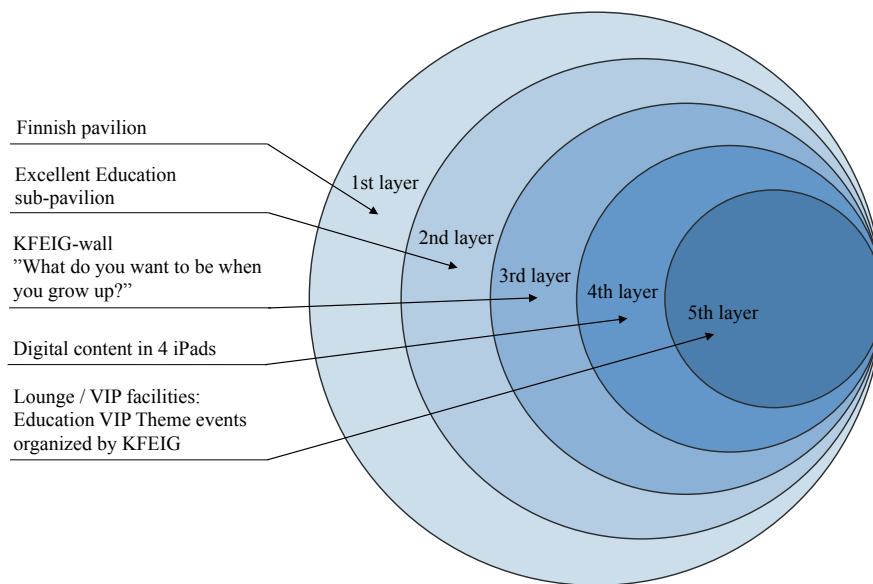 Finnish pavilion
Excellent Education
sub-pavilion
KFEIG-wall
”What do you want to be when
you grow up?”
Digital content in 4 iPads
Lounge / VIP facilities:
Education VIP Theme events
organized by KFEIG
1st layer
2nd layer
3rd layer
4th layer
5th layer